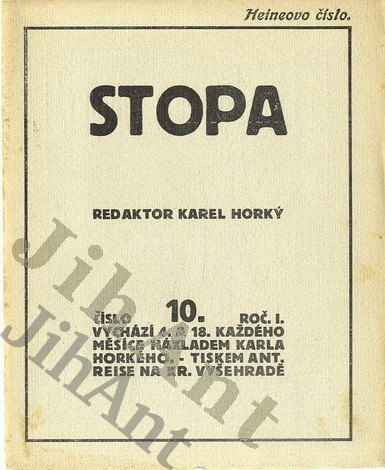 Heineovo číslo.
STOPA
REDAKTOR KAREL HORKÝ
ČÍSLO 10. ROČ. I.
VYCHÁZÍ 4. A 18. KAŽDÉHO
MĚSÍCE NÁKLADEM KARLA
HORKÉHO. - TISKEM ANT.
REISE NA KR. VYŠEHRADĚ
JihAnt
JihAnt